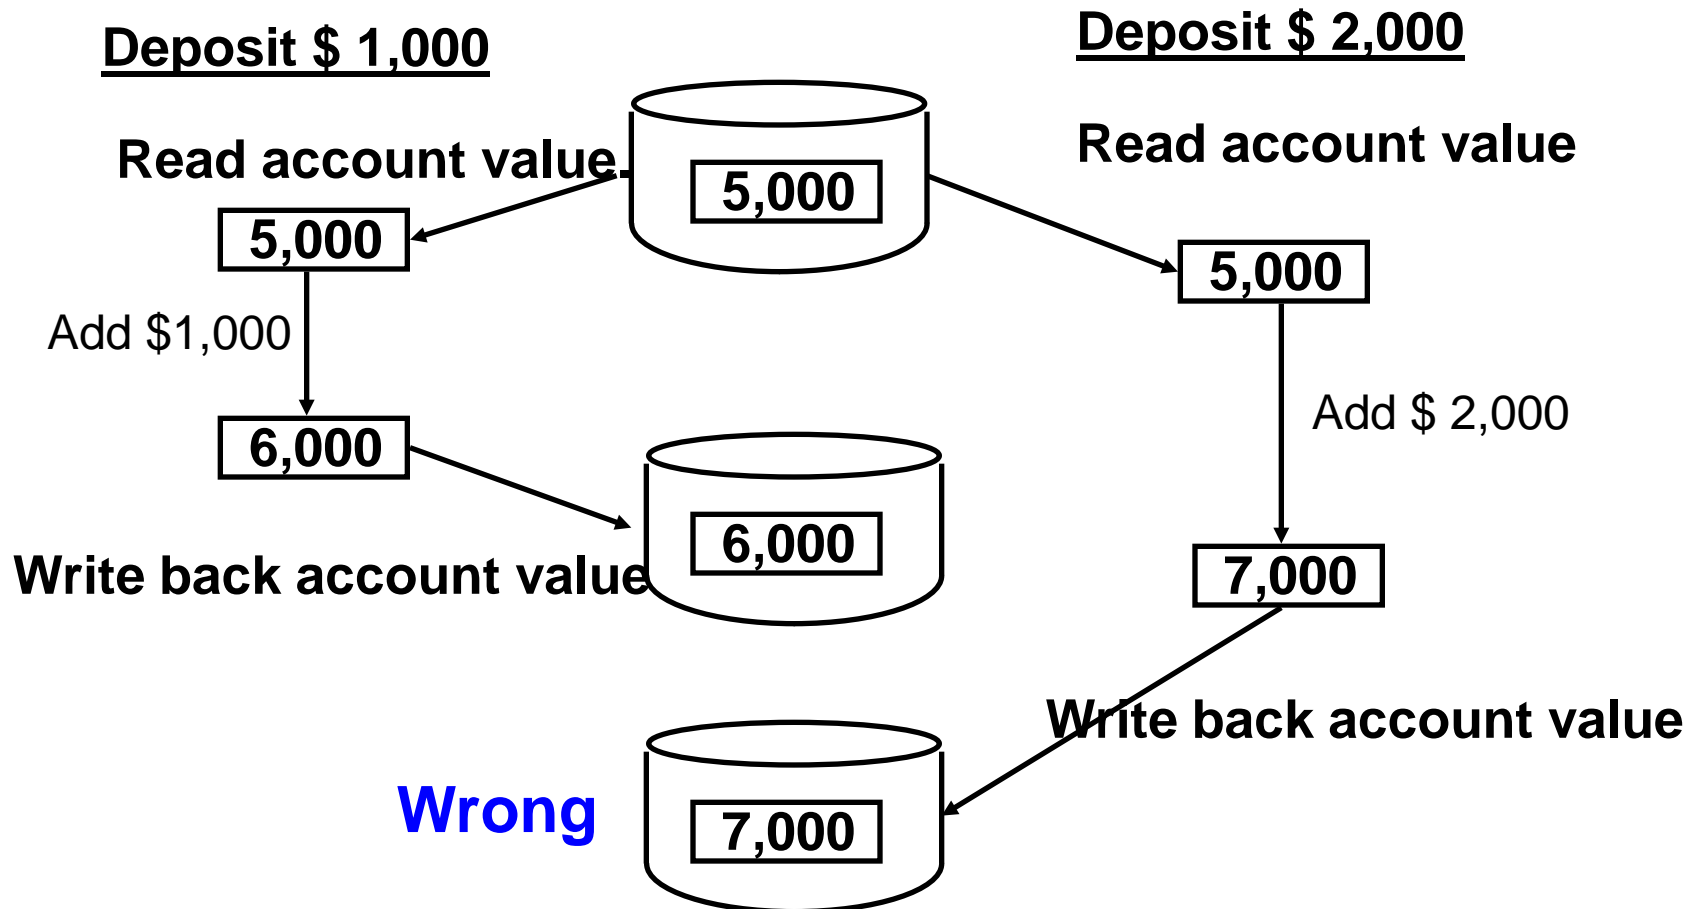 Deposit $ 1,000
Deposit $ 2,000
Read account value
Read account value
5,000
5,000
5,000
Add $1,000
Add $ 2,000
6,000
6,000
Write back account value
7,000
Write back account value
Wrong
7,000